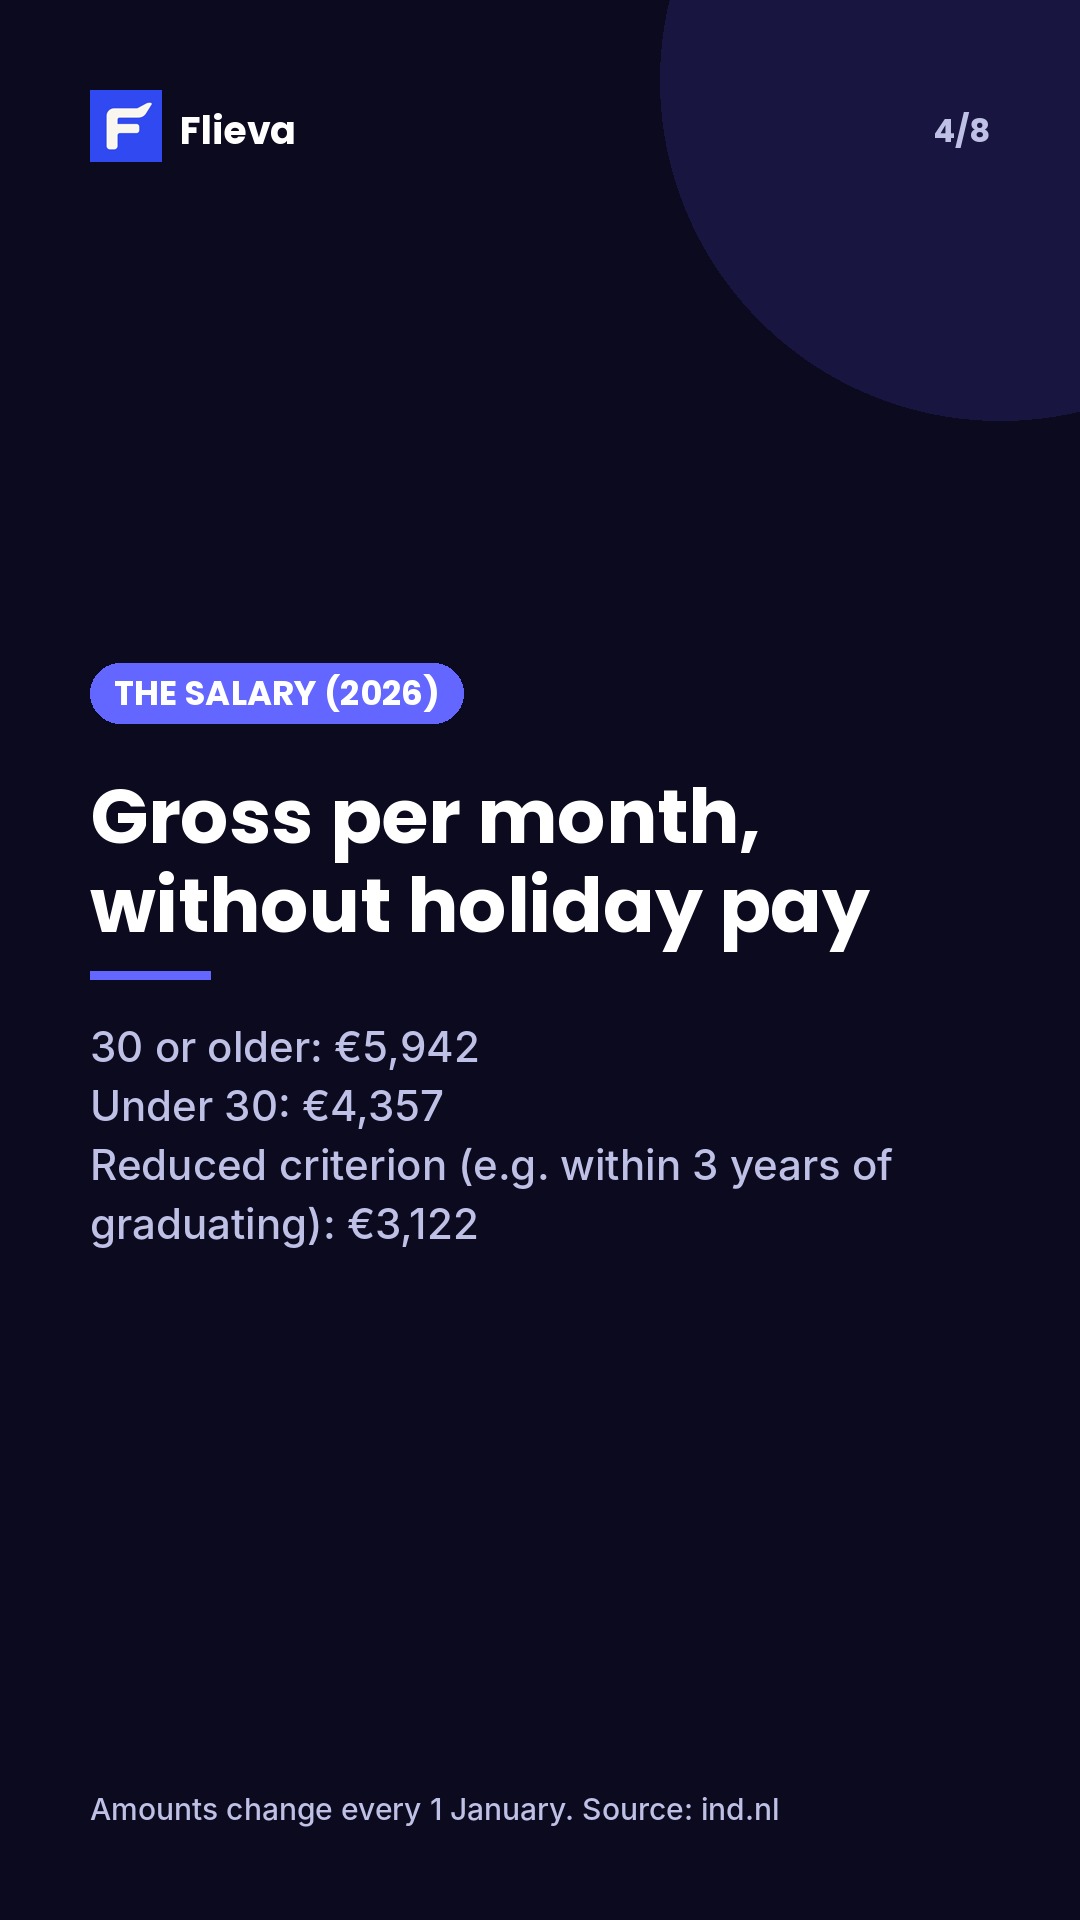 Flieva
4/8
THE SALARY (2026)
Gross per month,
without holiday pay
30 or older: €5,942
Under 30: €4,357
Reduced criterion (e.g. within 3 years of
graduating): €3,122
Amounts change every 1 January. Source: ind.nl